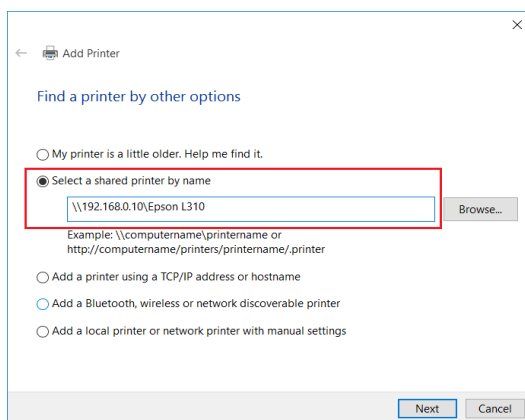 Add Printer
Find a printer by other options
My printer is a little older. Help me find it.
Select a shared printer by name
\\192.168.0.10\Epson L310
Browse...
Example: \\computername\printername or
http://computername/printers/printername/.printer
Add a printer using a TCP/IP address or hostname
Add a Bluetooth, wireless or network discoverable printer
Add a local printer or network printer with manual settings
Next
Cancel